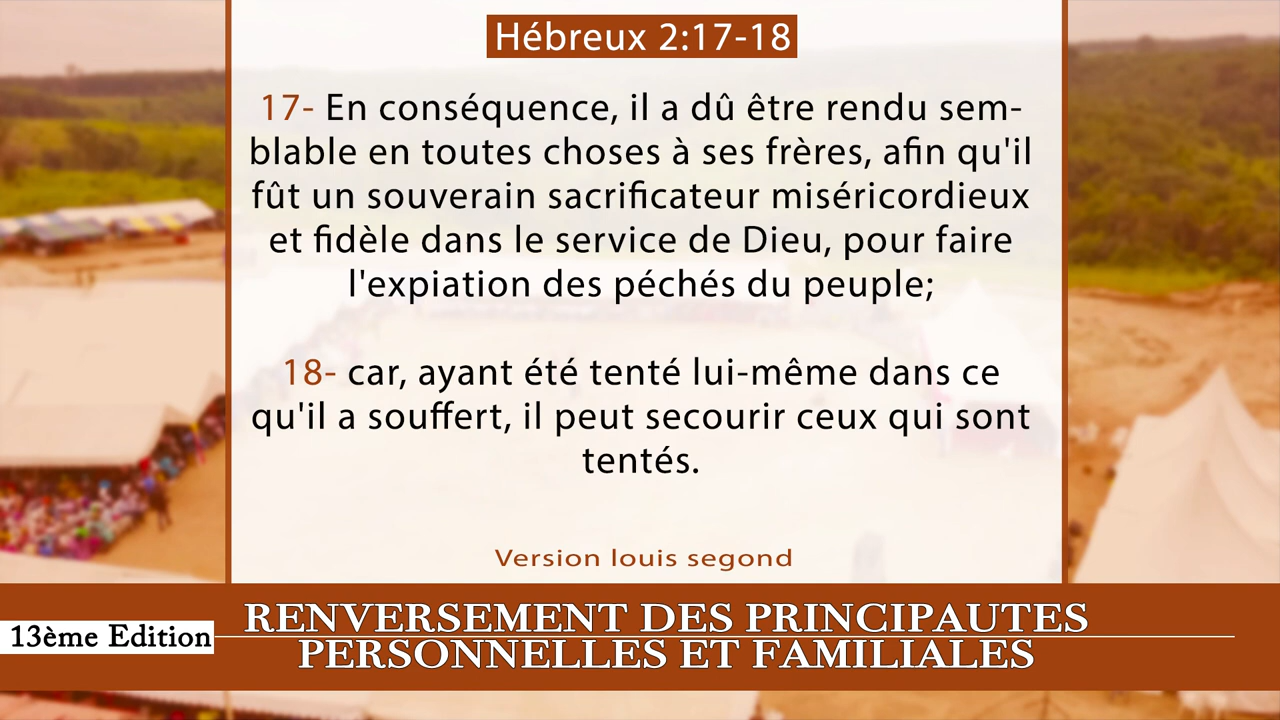 Hébreux 2:17-18
17- En conséquence, il a dû être rendu sem-
blable en toutes choses à ses frères, afin qu'il
fût un souverain sacrificateur miséricordieux
et fidèle dans le service de Dieu, pour faire
l'expiation des péchés du peuple;
18- car, ayant été tenté lui-même dans ce
qu'il a souffert, il peut secourir ceux qui sont
tentés.
Version louis segond
13ème Edition
RENVERSEMENT DES PRINCIPAUTES
PERSONNELLES ET FAMILIALES